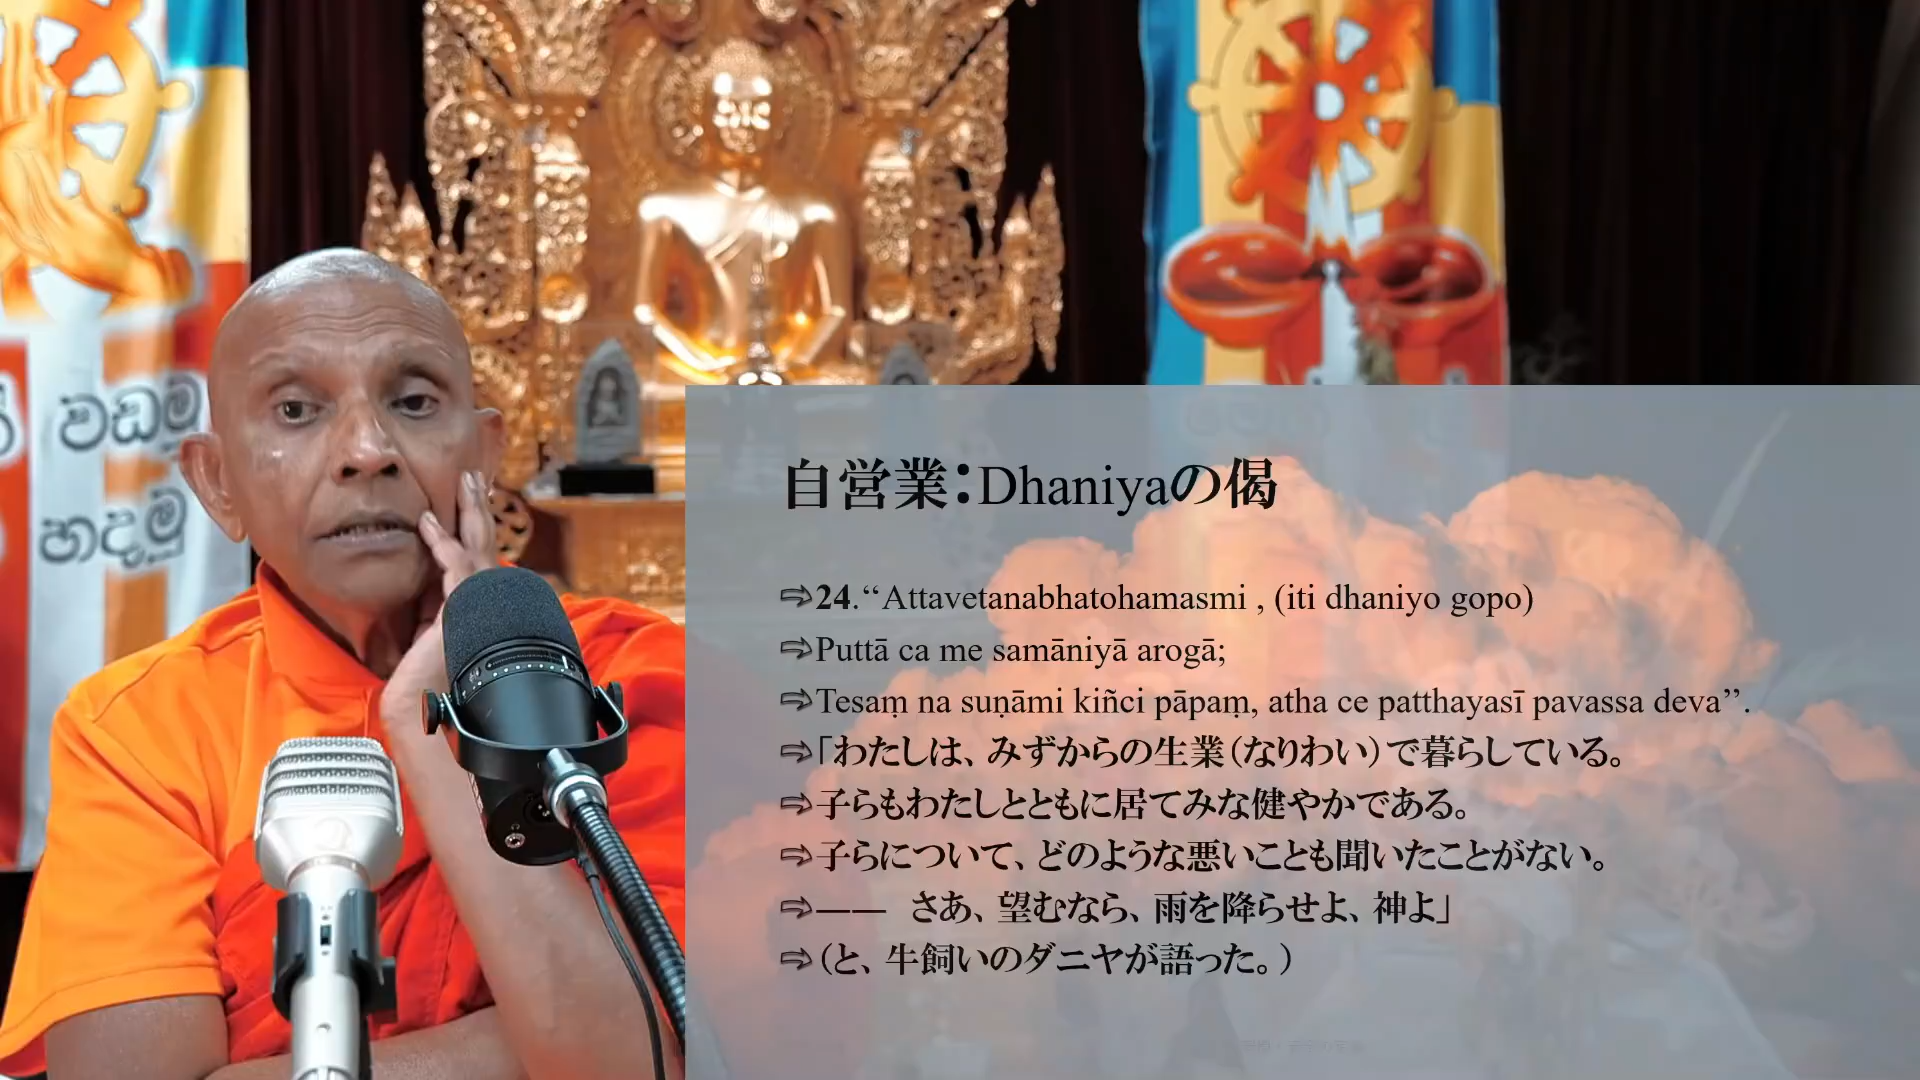 වඩමු
හදමු
自営業：Dhaniyaの偈
⇨24.“Attavetanabhatohamasmi , (iti dhaniyo gopo)
⇨Puttā ca me samāniyā arogā;
⇨Tesaṃ na suṇāmi kiñci pāpaṃ, atha ce patthayasī pavassa deva”.
⇨「わたしは、みずからの生業（なりわい）で暮らしている。
⇨子らもわたしとともに居てみな健やかである。
⇨子らについて、どのような悪いことも聞いたことがない。
⇨―― さあ、望むなら、雨を降らせよ、神よ」
⇨（と、牛飼いのダニヤが語った。）